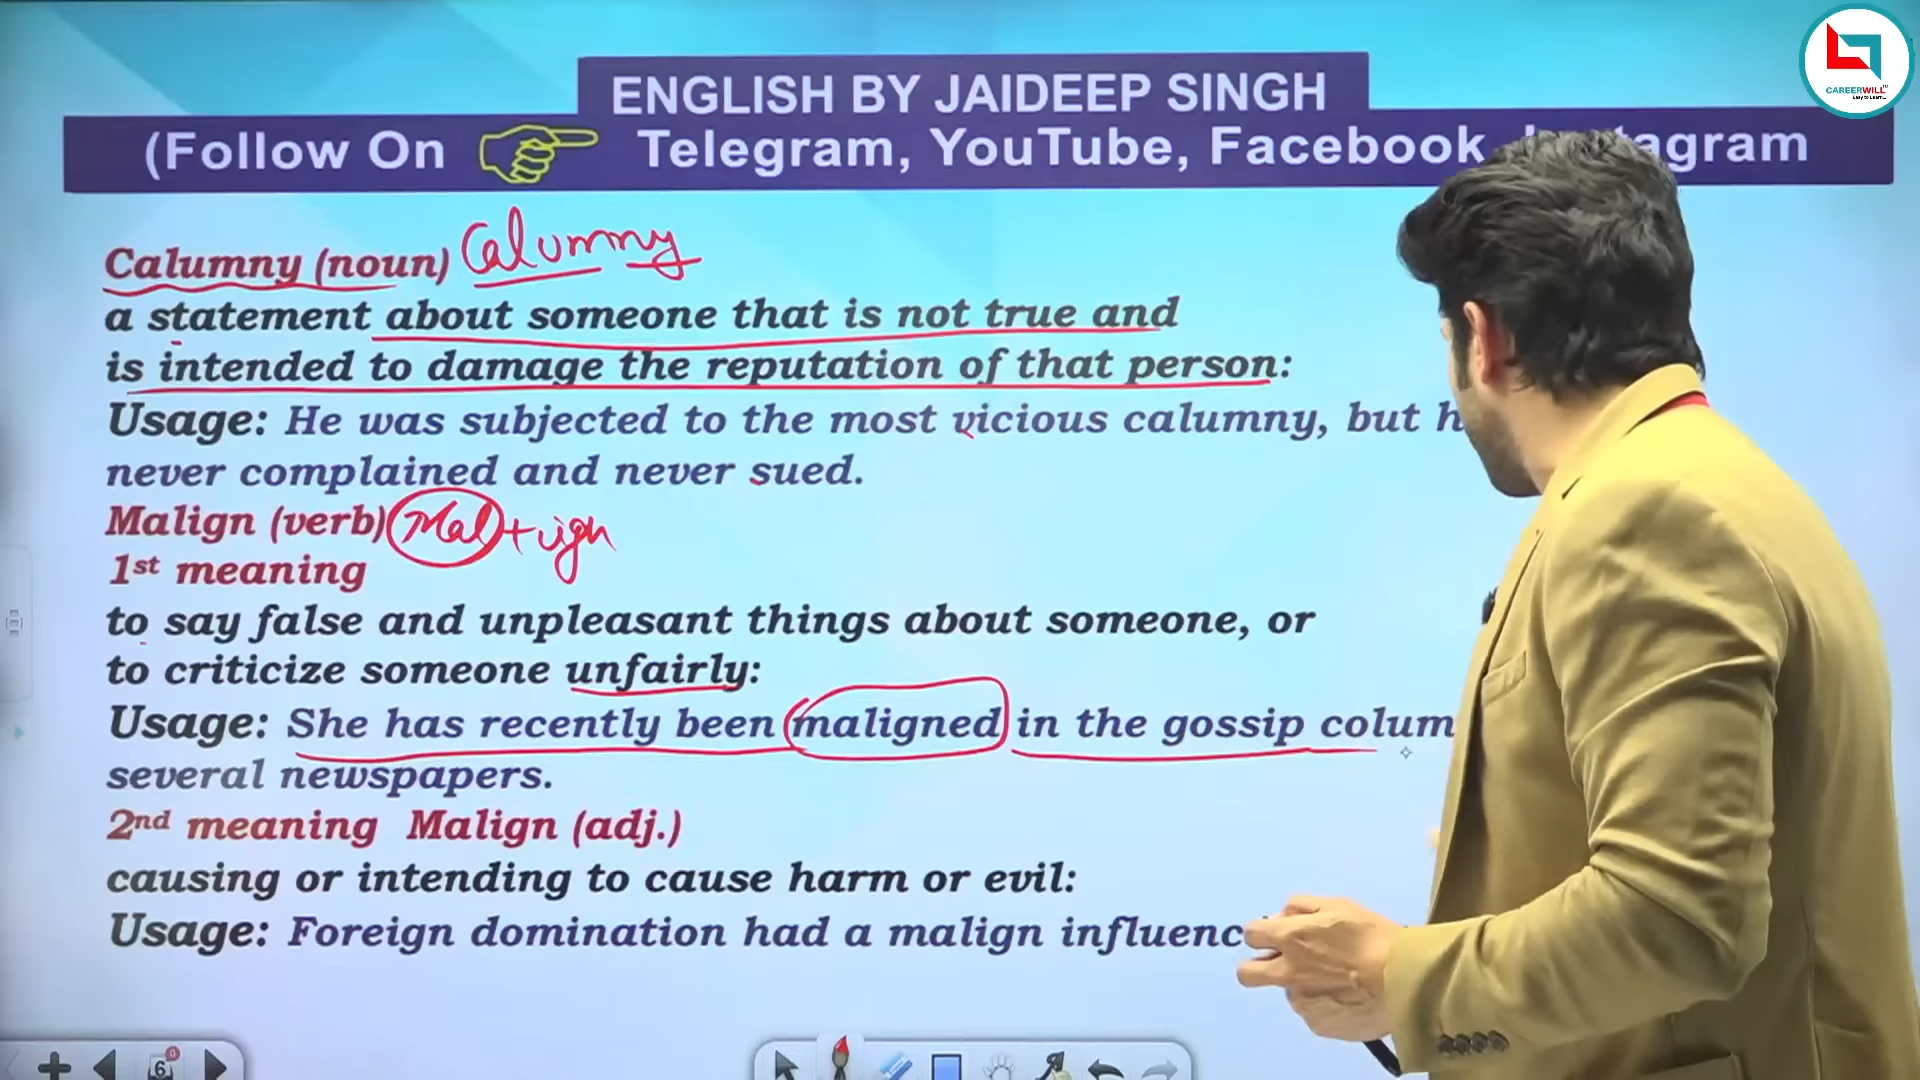 CAREERWILL
ENGLISH BY JAIDEEP SINGH
(Follow On Telegram, YouTube, Facebook agram
Calumny (noun) Calumny
a statement about someone that is not true and
is intended to damage the reputation of that person:
Usage: He was subjected to the most vicious calumny, but h
never complained and never sued.
Malign (verb) Mal + ign
1st meaning
to say false and unpleasant things about someone, or
to criticize someone unfairly:
Usage: She has recently been maligned in the gossip colum
several newspapers.
2nd meaning Malign (adj.)
causing or intending to cause harm or evil:
Usage: Foreign domination had a malign influenc
6
0